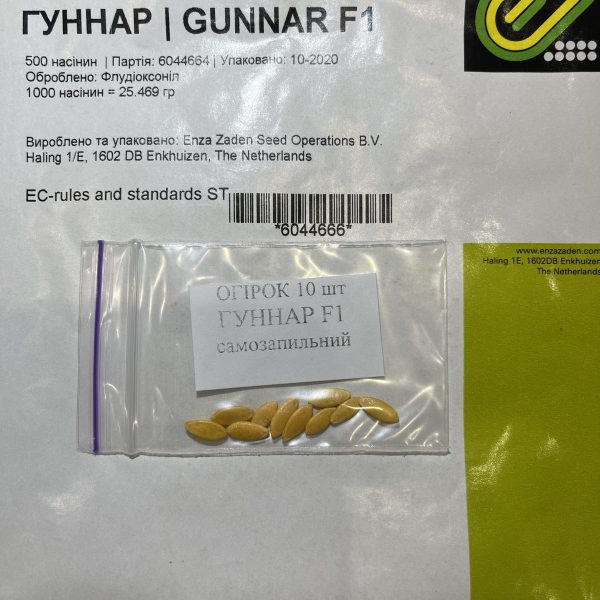 ГУННАР | GUNNAR F1
500 насінин | Партія: 6044664 | Упаковано: 10-2020
Оброблено: Флудіоксоніл
1000 насінин = 25.469 гр
Вироблено та упаковано: Enza Zaden Seed Operations B.V.
Haling 1/E, 1602 DB Enkhuizen, The Netherlands
EC-rules and standards ST
*6044666*
www.enzazaden.com
Haling 1E, 1602DB Enkhuizen
The Netherlands
ОГІРОК 10 шт
ГУННАР F1
самозапильний